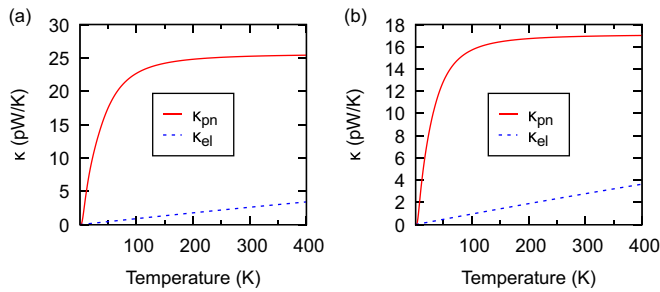 (a)
30
25
20
15
10
5
0
κ (pW/K)
κpn
κel
100
200
300
400
Temperature (K)
(b)
18
16
14
12
10
8
6
4
2
0
κ (pW/K)
κpn
κel
100
200
300
400
Temperature (K)